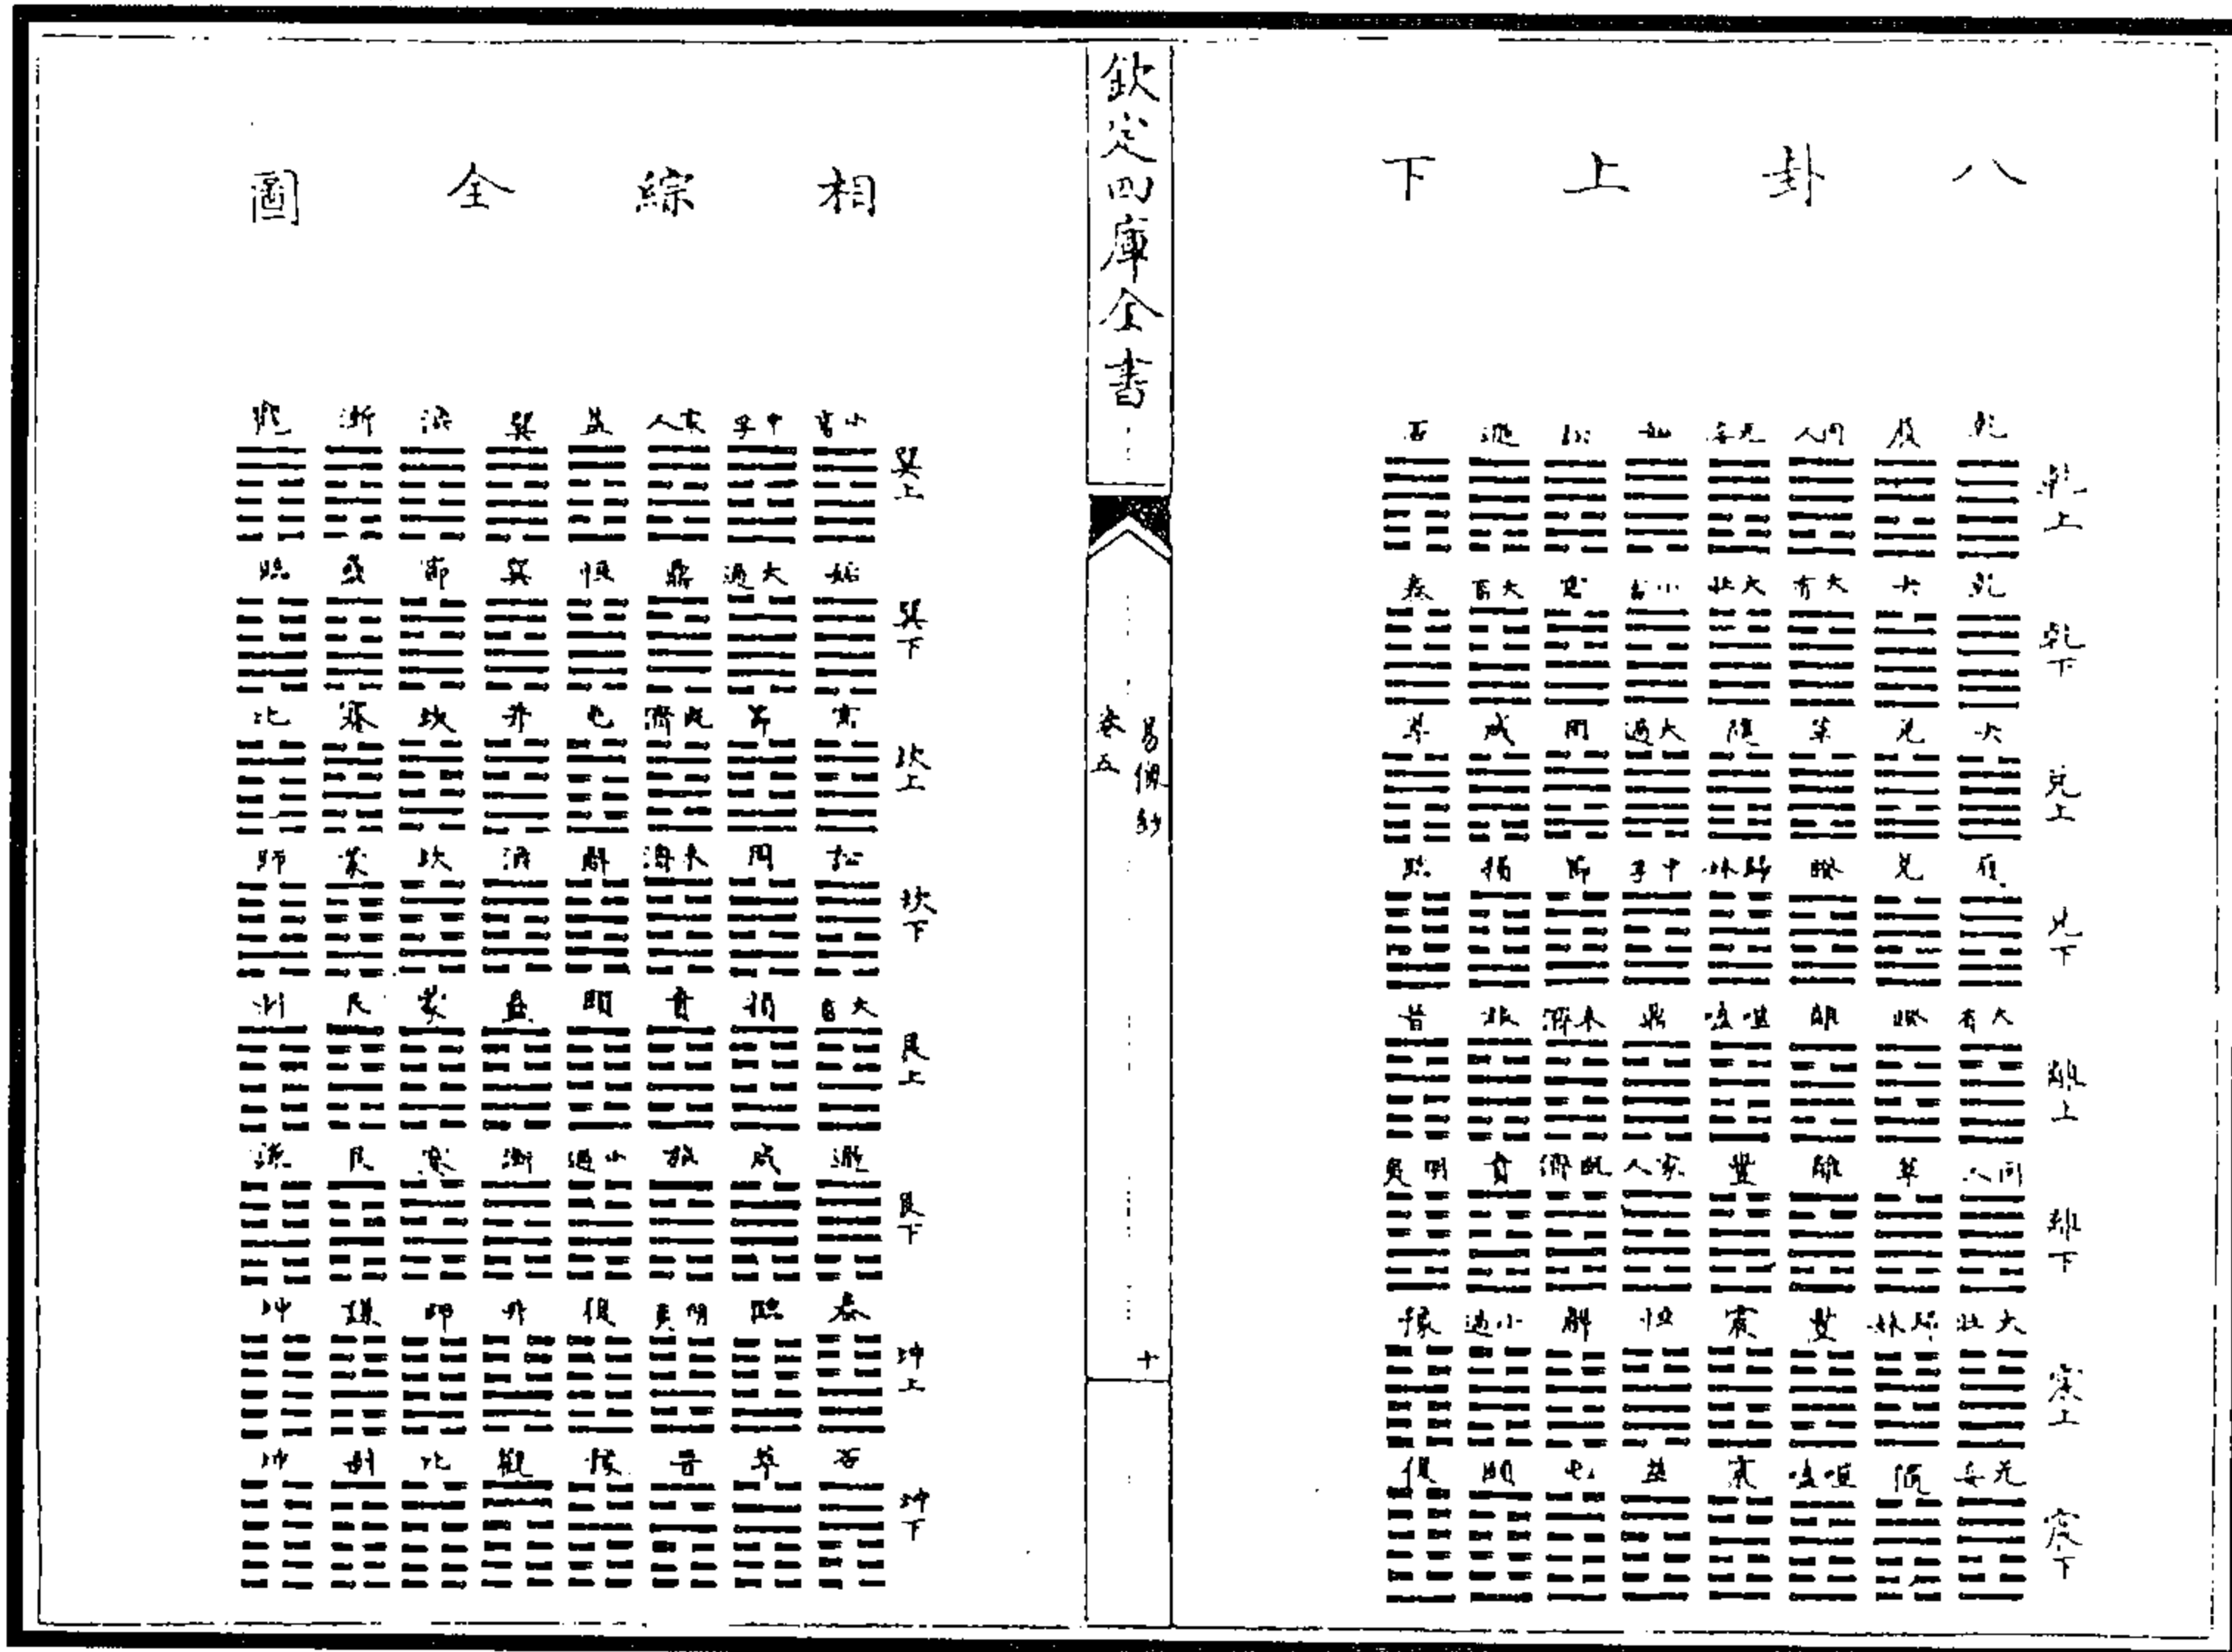 八卦上下
乾上 乾 履 同人 无妄 姤 訟 遯 否
乾下 乾 夬 大有 大壯 小畜 需 大畜 泰
兌上 夬 兌 革 隨 大過 困 咸 萃
兌下 履 兌 睽 歸妹 中孚 節 損 臨
離上 大有 睽 離 噬嗑 鼎 未濟 旅 晉
離下 同人 革 離 豐 家人 既濟 賁 明夷
震上 大壯 歸妹 豐 震 恒 解 小過 豫
震下 无妄 隨 噬嗑 震 益 屯 頤 復
欽定四庫全書
易像鈔
卷五
十
相綜全圖
巽上 小畜 中孚 家人 益 巽 渙 漸 觀
巽下 姤 大過 鼎 恒 巽 節 蠱 臨
坎上 需 節 既濟 屯 井 坎 蹇 比
坎下 訟 困 未濟 解 渙 坎 蒙 師
艮上 大畜 損 賁 頤 蠱 蒙 艮 剝
艮下 遯 咸 旅 小過 漸 蹇 艮 謙
坤上 泰 臨 明夷 復 升 師 謙 坤
坤下 否 萃 晉 豫 觀 比 剝 坤